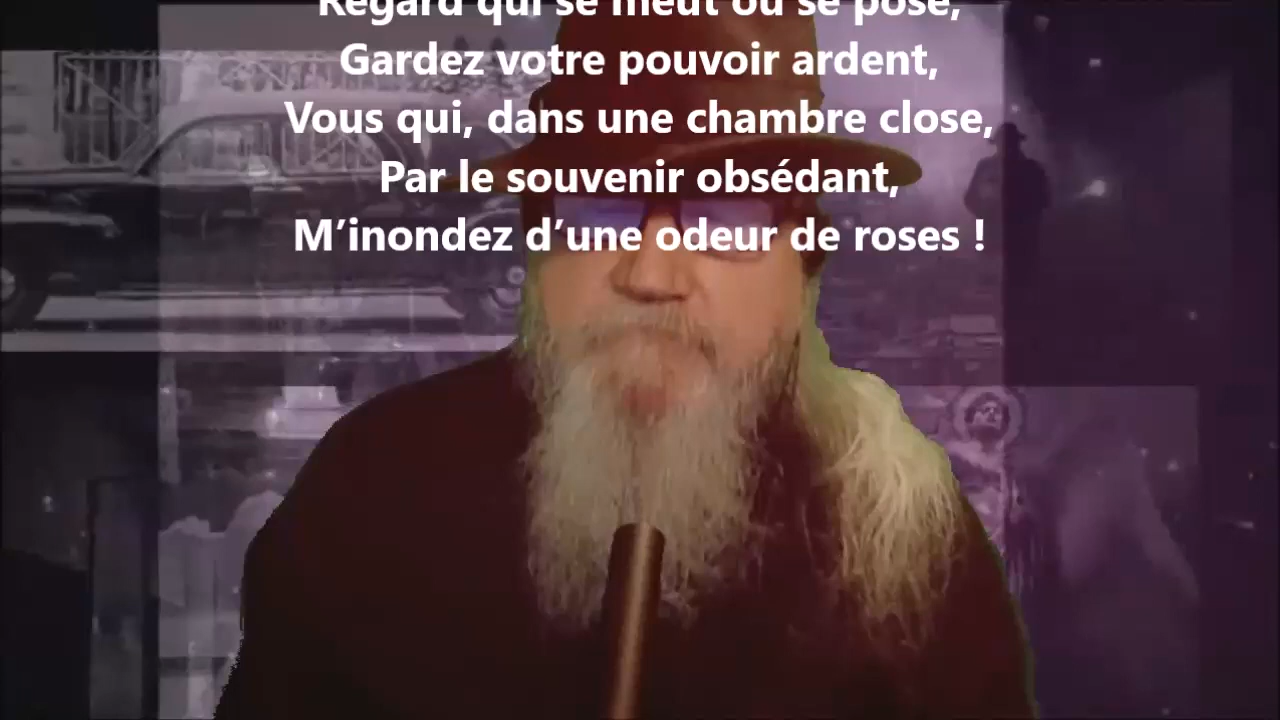 Regard qui se meut ou se pose,
Gardez votre pouvoir ardent,
Vous qui, dans une chambre close,
Par le souvenir obsédant,
M’inondez d’une odeur de roses !